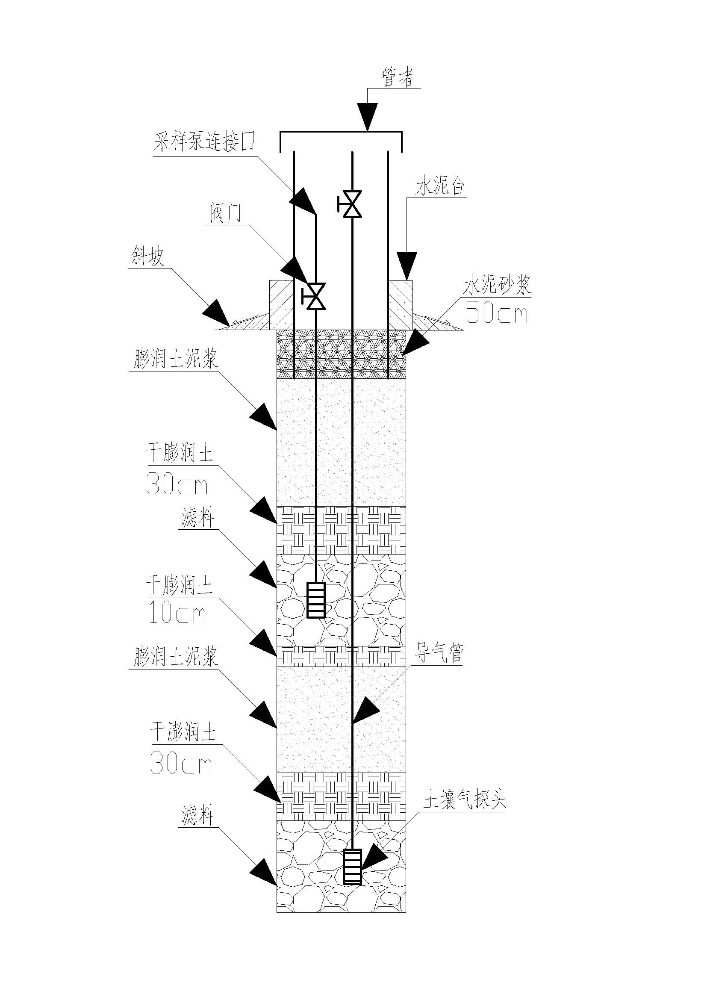 管堵
采样泵连接口
水泥台
阀门
斜坡
水泥砂浆
50cm
膨润土泥浆
干膨润土
30cm
滤料
干膨润土
10cm
导气管
膨润土泥浆
干膨润土
30cm
土壤气探头
滤料